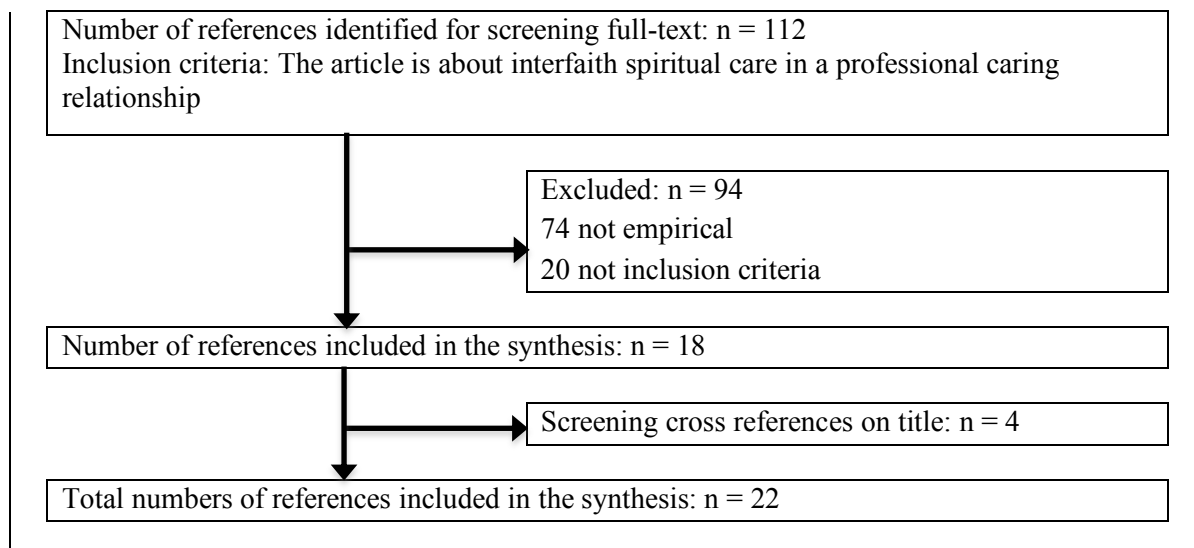 Number of references identified for screening full-text: n = 112
Inclusion criteria: The article is about interfaith spiritual care in a professional caring
relationship
Excluded: n = 94
74 not empirical
20 not inclusion criteria
Number of references included in the synthesis: n = 18
Screening cross references on title: n = 4
Total numbers of references included in the synthesis: n = 22